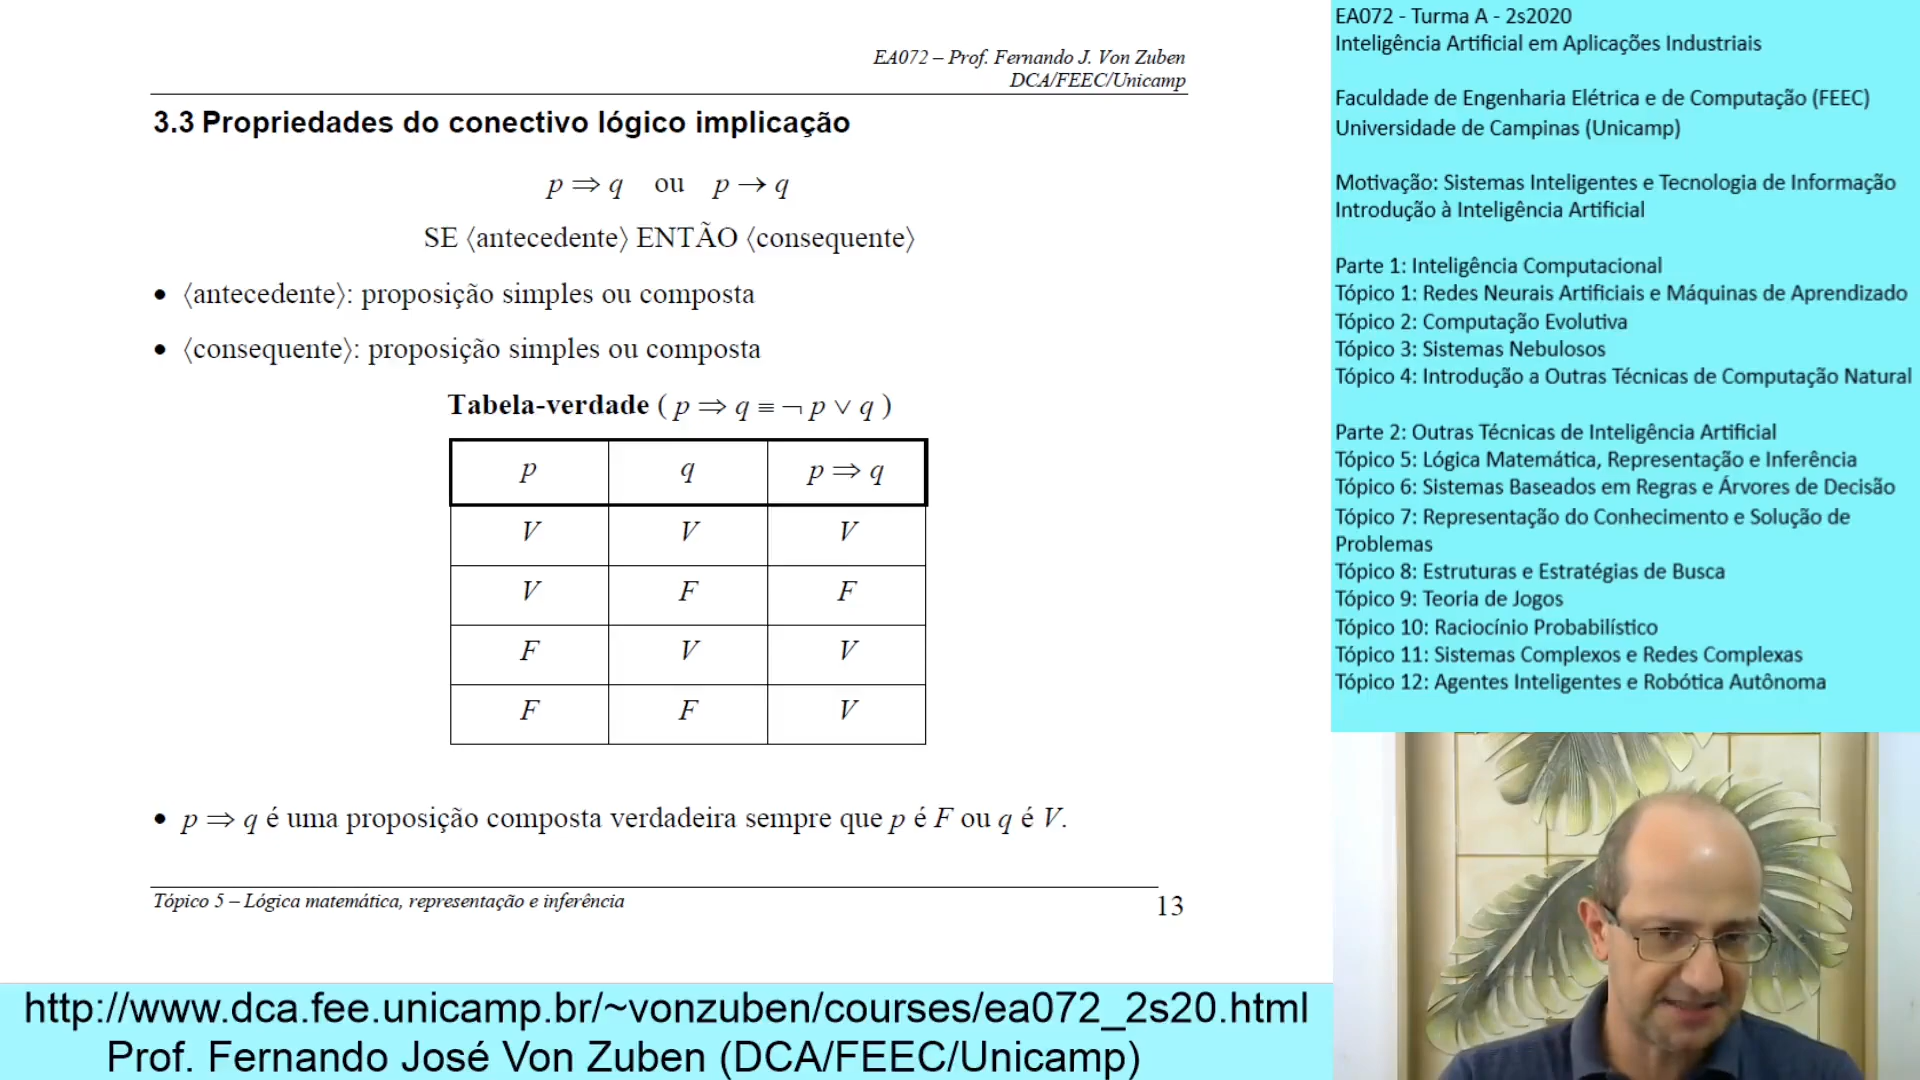 EA072 – Prof. Fernando J. Von Zuben
DCA/FEEC/Unicamp
3.3 Propriedades do conectivo lógico implicação
p ⇒ q ou p → q
SE ⟨antecedente⟩ ENTÃO ⟨consequente⟩
• ⟨antecedente⟩: proposição simples ou composta
• ⟨consequente⟩: proposição simples ou composta
Tabela-verdade ( p ⇒ q ≡ ¬ p ∨ q )
p q p ⇒ q
V V V
V F F
F V V
F F V
• p ⇒ q é uma proposição composta verdadeira sempre que p é F ou q é V.
Tópico 5 – Lógica matemática, representação e inferência
13
http://www.dca.fee.unicamp.br/~vonzuben/courses/ea072_2s20.html
Prof. Fernando José Von Zuben (DCA/FEEC/Unicamp)
EA072 - Turma A - 2s2020
Inteligência Artificial em Aplicações Industriais
Faculdade de Engenharia Elétrica e de Computação (FEEC)
Universidade de Campinas (Unicamp)
Motivação: Sistemas Inteligentes e Tecnologia de Informação
Introdução à Inteligência Artificial
Parte 1: Inteligência Computacional
Tópico 1: Redes Neurais Artificiais e Máquinas de Aprendizado
Tópico 2: Computação Evolutiva
Tópico 3: Sistemas Nebulosos
Tópico 4: Introdução a Outras Técnicas de Computação Natural
Parte 2: Outras Técnicas de Inteligência Artificial
Tópico 5: Lógica Matemática, Representação e Inferência
Tópico 6: Sistemas Baseados em Regras e Árvores de Decisão
Tópico 7: Representação do Conhecimento e Solução de
Problemas
Tópico 8: Estruturas e Estratégias de Busca
Tópico 9: Teoria de Jogos
Tópico 10: Raciocínio Probabilístico
Tópico 11: Sistemas Complexos e Redes Complexas
Tópico 12: Agentes Inteligentes e Robótica Autônoma